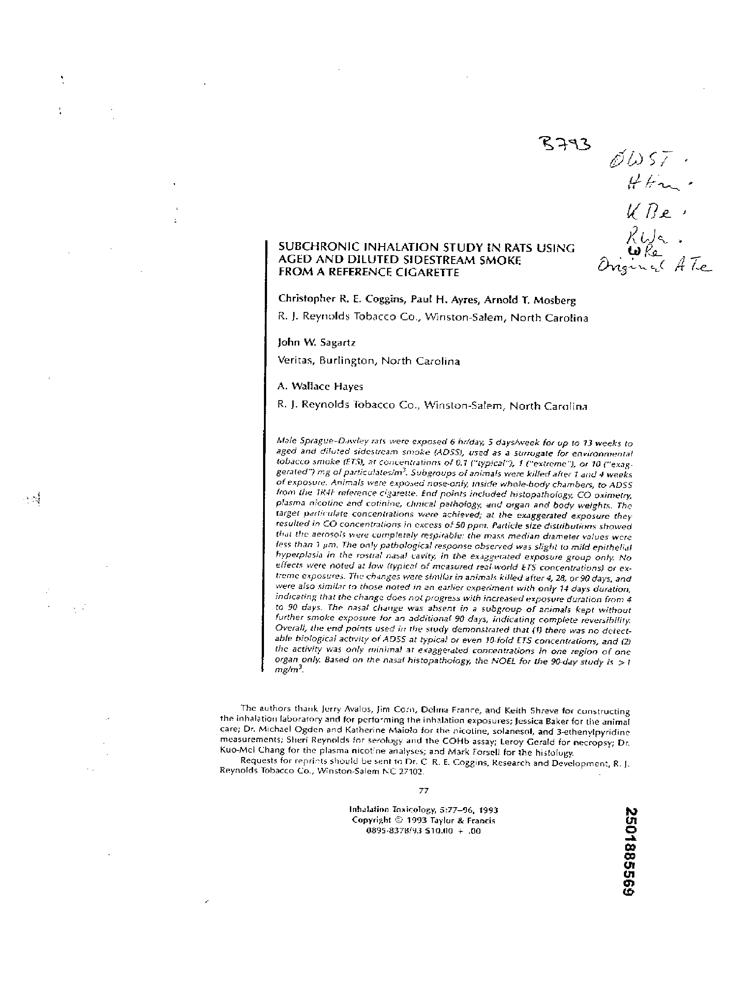 B793
ÖWST.
KBe.
RWa.
WRe
Original ATe
SUBCHRONIC INHALATION STUDY IN RATS USING
AGED AND DILUTED SIDESTREAM SMOKE
FROM A REFERENCE CIGARETTE
Christopher R. E. Coggins, Paul H. Ayres, Arnold T. Mosberg
R. J. Reynolds Tobacco Co., Winston-Salem, North Carolina
John W. Sagartz
Veritas, Burlington, North Carolina
A. Wallace Hayes
R. J. Reynolds Tobacco Co., Winston-Salem, North Carolina
Male Sprague-Dawley rats were exposed 6 hr/day, 5 days/week for up to 13 weeks to
aged and diluted sidestream smoke (ADSS), used as a surrogate for environmental
tobacco smoke (ETS), at concentrations of 0.1 ("typical"), 1 ("extreme"), or 10 ("exag-
gerated") mg of particulates/m³. Subgroups of animals were killed after 1 and 4 weeks
of exposure. Animals were exposed nose-only, inside whole-body chambers, to ADSS
from the 1R4F reference cigarette. End points included histopathology, CO oximetry,
plasma nicotine and cotinine, clinical pathology, and organ and body weights. The
target particulate concentrations were achieved; at the exaggerated exposure they
resulted in CO concentrations in excess of 50 ppm. Particle size distributions showed
that the aerosols were completely respirable: the mass median diameter values were
less than 1 μm. The only pathological response observed was slight to mild epithelial
hyperplasia in the rostral nasal cavity, in the exaggerated exposure group only. No
effects were noted at low (typical of measured real-world ETS concentrations) or ex-
treme exposures. The changes were similar in animals killed after 4, 28, or 90 days, and
were also similar to those noted in an earlier experiment with only 14 days duration,
indicating that the change does not progress with increased exposure duration from 4
to 90 days. The nasal change was absent in a subgroup of animals kept without
further smoke exposure for an additional 90 days, indicating complete reversibility.
Overall, the end points used in the study demonstrated that (1) there was no detect-
able biological activity of ADSS at typical or even 10-fold ETS concentrations, and (2)
the activity was only minimal at exaggerated concentrations in one region of one
organ only. Based on the nasal histopathology, the NOEL for the 90-day study is > 1
mg/m³.
The authors thank Jerry Avalos, Jim Corn, Delma France, and Keith Shreve for constructing
the inhalation laboratory and for performing the inhalation exposures; Jessica Baker for the animal
care; Dr. Michael Ogden and Katherine Maiolo for the nicotine, solanesol, and 3-ethenylpyridine
measurements; Sheri Reynolds for serology and the COHb assay; Leroy Gerald for necropsy; Dr.
Kuo-Mei Chang for the plasma nicotine analyses; and Mark Forsell for the histology.
Requests for reprints should be sent to Dr. C. R. E. Coggins, Research and Development, R. J.
Reynolds Tobacco Co., Winston-Salem NC 27102.
77
Inhalation Toxicology, 5:77–96, 1993
Copyright © 1993 Taylor & Francis
0895-8378/93 $10.00 + .00
2501885569